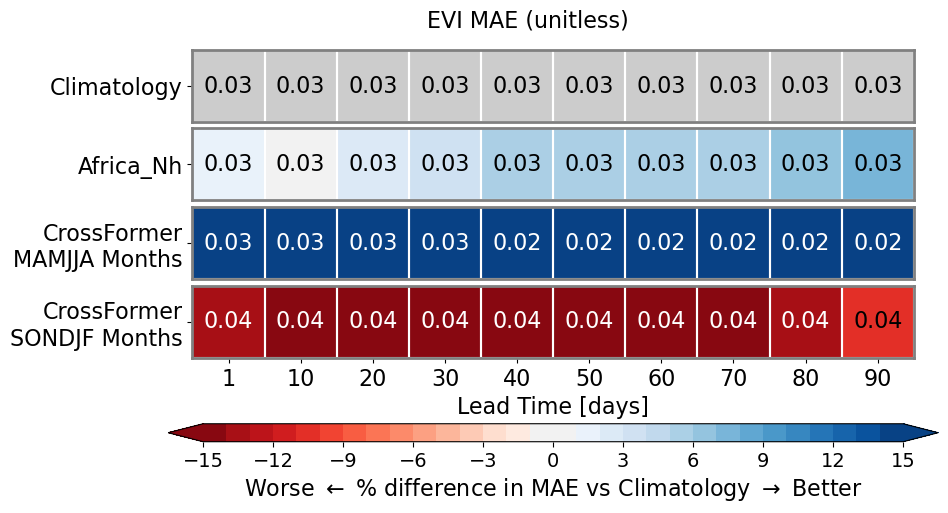 EVI MAE (unitless)
Climatology 0.03 0.03 0.03 0.03 0.03 0.03 0.03 0.03 0.03 0.03
Africa_Nh 0.03 0.03 0.03 0.03 0.03 0.03 0.03 0.03 0.03 0.03
CrossFormer
MAMJJA Months
0.03 0.03 0.03 0.03 0.02 0.02 0.02 0.02 0.02 0.02
CrossFormer
SONDJF Months
0.04 0.04 0.04 0.04 0.04 0.04 0.04 0.04 0.04 0.04
1 10 20 30 40 50 60 70 80 90
Lead Time [days]
−15 −12 −9 −6 −3 0 3 6 9 12 15
Worse ← % difference in MAE vs Climatology → Better